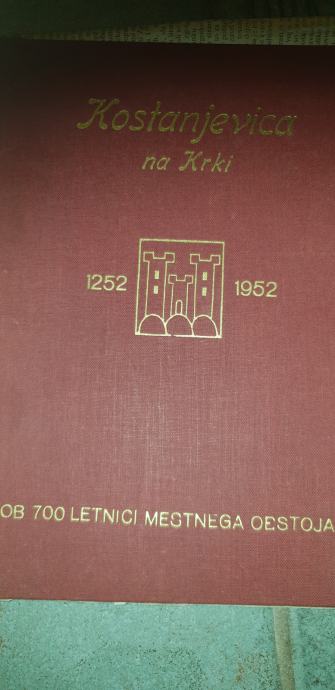 Kostanjevica
na Krki
1252 1952
OB 700 LETNICI MESTNEGA OBSTOJA